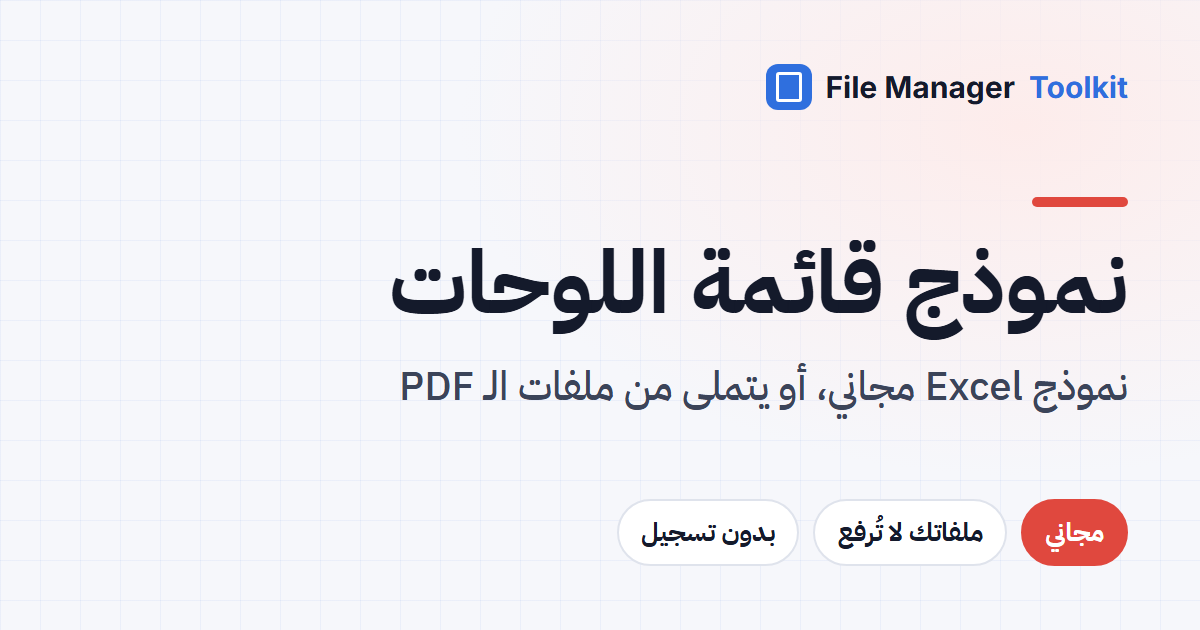 File Manager Toolkit
نموذج قائمة اللوحات
نموذج Excel مجاني، أو يتملى من ملفات الـ PDF
مجاني
ملفاتك لا تُرفع
بدون تسجيل